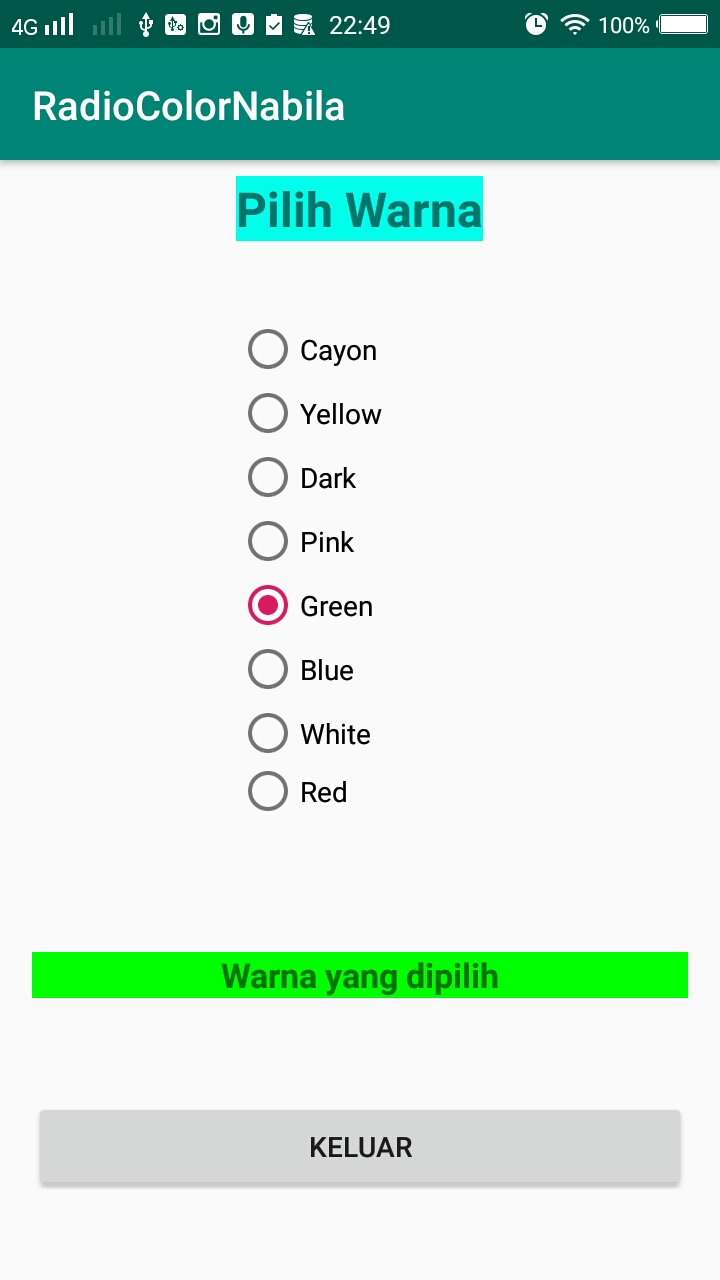 4G 22:49 100%
RadioColorNabila
Pilih Warna
Cayon
Yellow
Dark
Pink
Green
Blue
White
Red
Warna yang dipilih
KELUAR